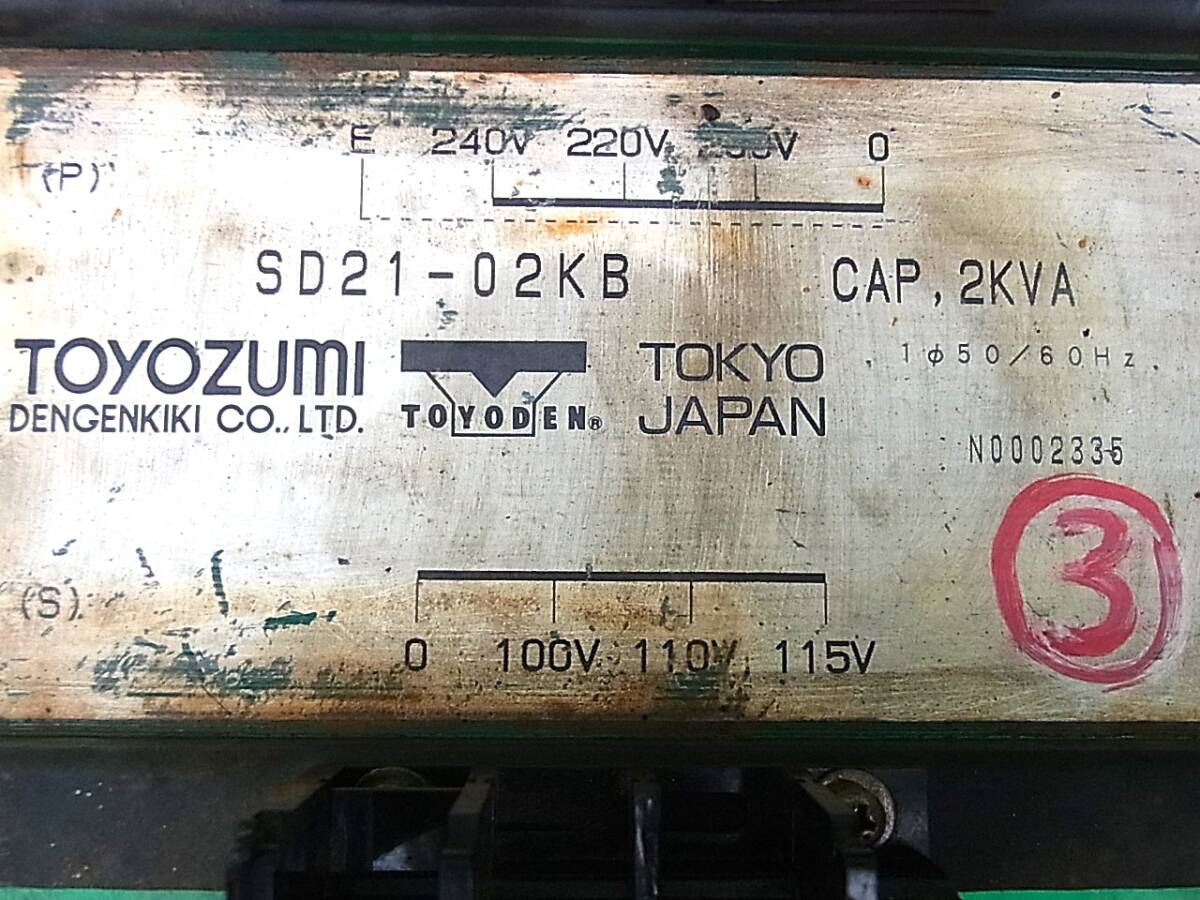 E 240V 220V 0
(P)
SD21-02KB CAP, 2KVA
TOYOZUMI
DENGENKIKI CO., LTD.
TOYODEN®
TOKYO
JAPAN
1φ50/60Hz.
N0002335
3
(S)
0 100V 110V 115V